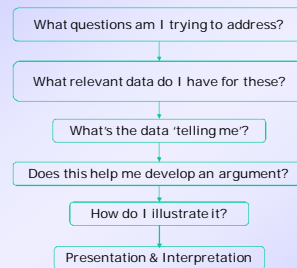 What questions am I trying to address?
What relevant data do I have for these?
What's the data 'telling me'?
Does this help me develop an argument?
How do I illustrate it?
Presentation & Interpretation